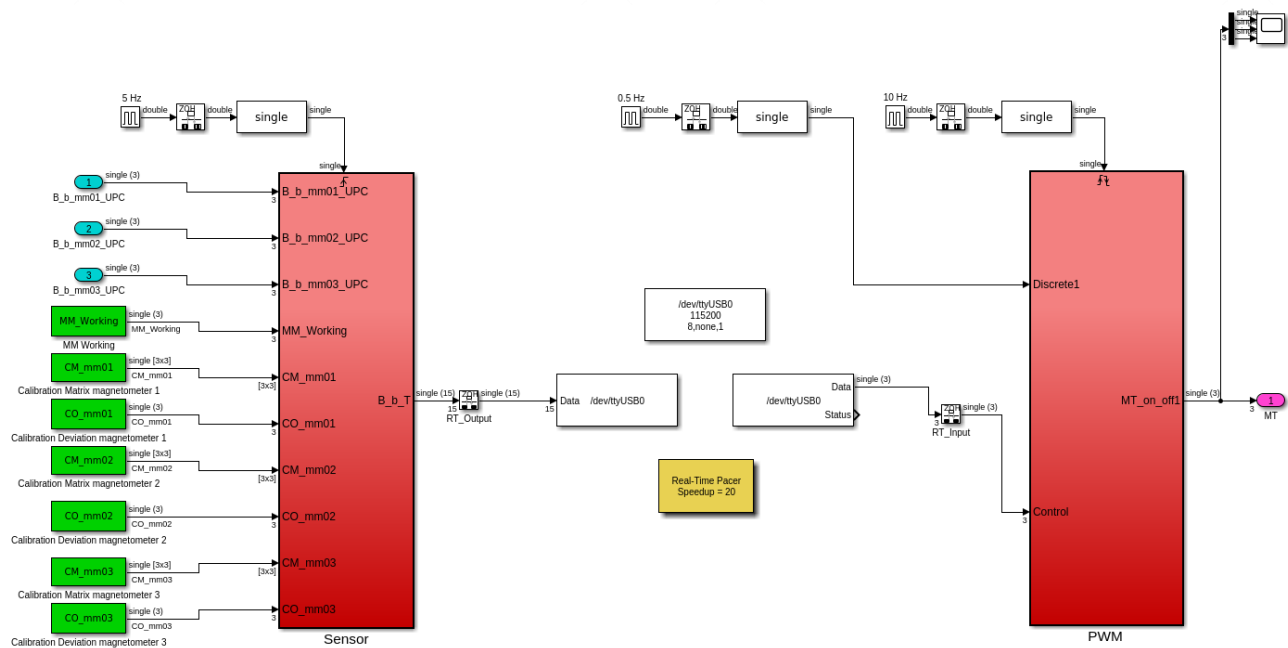 single
single
single
3
5 Hz
double
ZOH
double
single
single
single
0.5 Hz
double
ZOH
double
single
single
10 Hz
double
ZOH
double
single
single
1
single (3)
B_b_mm01_UPC
3
B_b_mm01_UPC
2
single (3)
B_b_mm02_UPC
3
B_b_mm02_UPC
3
single (3)
B_b_mm03_UPC
3
B_b_mm03_UPC
MM_Working
single (3)
MM_Working
MM Working
3
MM_Working
CM_mm01
single [3x3]
CM_mm01
Calibration Matrix magnetometer 1
[3x3]
CM_mm01
CO_mm01
single (3)
CO_mm01
Calibration Deviation magnetometer 1
3
CO_mm01
CM_mm02
single [3x3]
CM_mm02
Calibration Matrix magnetometer 2
[3x3]
CM_mm02
CO_mm02
single (3)
CO_mm02
Calibration Deviation magnetometer 2
3
CO_mm02
CM_mm03
single [3x3]
CM_mm03
Calibration Matrix magnetometer 3
[3x3]
CM_mm03
CO_mm03
single (3)
CO_mm03
Calibration Deviation magnetometer 3
3
CO_mm03
B_b_T
Sensor
single (15)
15
ZOH
RT_Output
single (15)
15
Data
/dev/ttyUSB0
/dev/ttyUSB0
115200
8,none,1
/dev/ttyUSB0
Data
Status
single (3)
3
ZOH
RT_Input
single (3)
Real-Time Pacer
Speedup = 20
Discrete1
3
Control
MT_on_off1
PWM
single (3)
3
1
MT